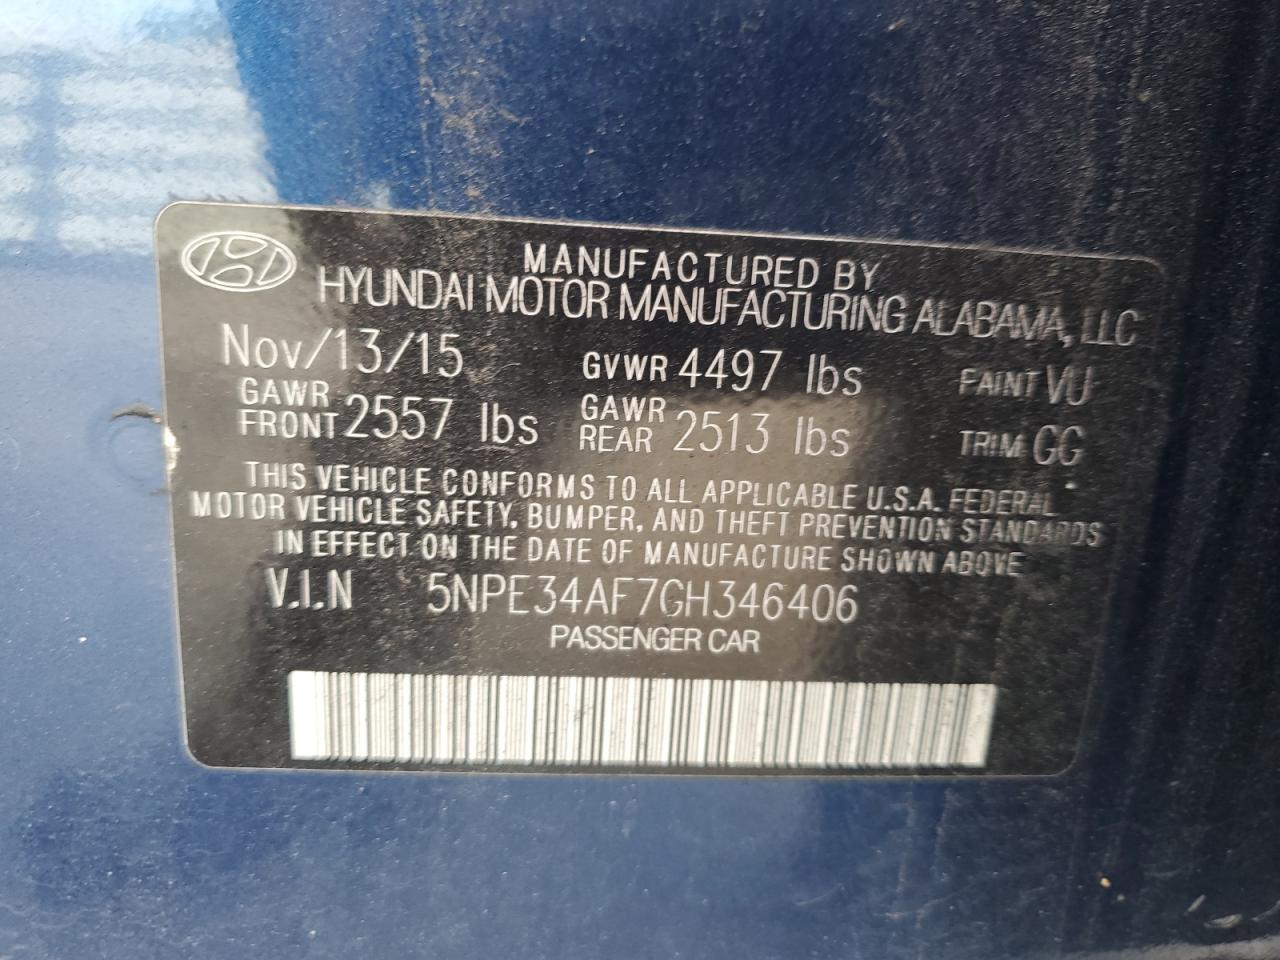 MANUFACTURED BY
HYUNDAI MOTOR MANUFACTURING ALABAMA, LLC
Nov/13/15 GVWR 4497 lbs PAINT VU
GAWR FRONT 2557 lbs GAWR REAR 2513 lbs TRIM GG
THIS VEHICLE CONFORMS TO ALL APPLICABLE U.S.A. FEDERAL
MOTOR VEHICLE SAFETY, BUMPER, AND THEFT PREVENTION STANDARDS
IN EFFECT ON THE DATE OF MANUFACTURE SHOWN ABOVE
V.I.N 5NPE34AF7GH346406
PASSENGER CAR